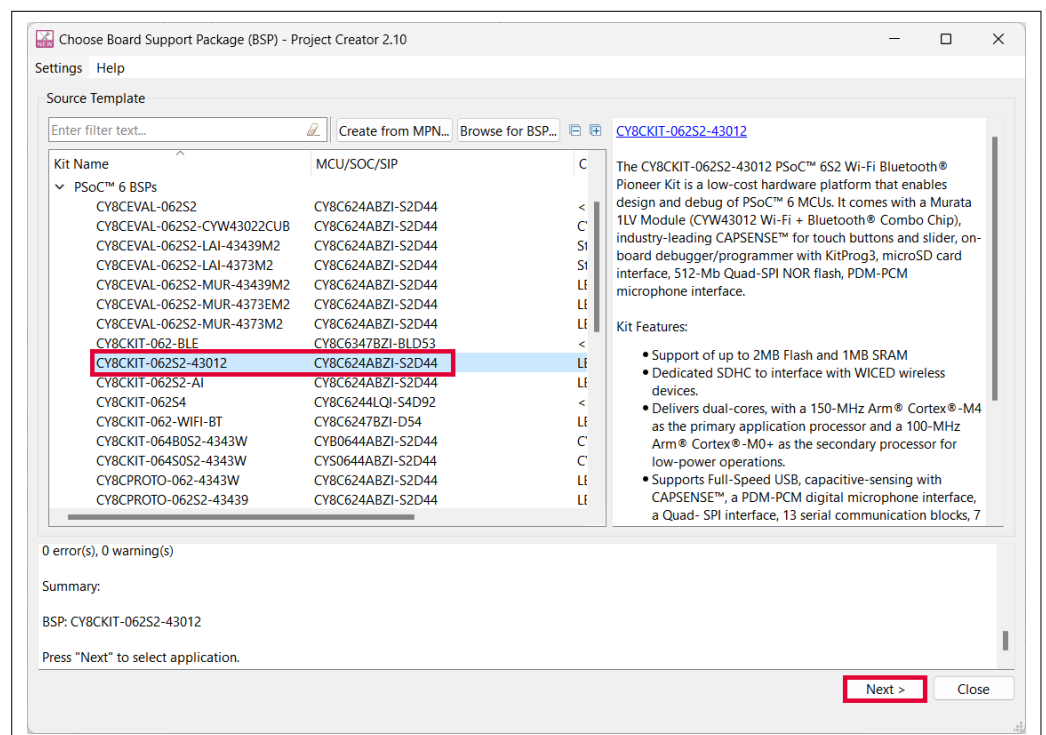 NEW
Choose Board Support Package (BSP) - Project Creator 2.10
Settings Help
Source Template
Enter filter text...
Create from MPN...
Browse for BSP...
Kit Name MCU/SOC/SIP C
PSoC™ 6 BSPs
CY8CEVAL-062S2 CY8C624ABZI-S2D44 <
CY8CEVAL-062S2-CYW43022CUB CY8C624ABZI-S2D44 C'
CY8CEVAL-062S2-LAI-43439M2 CY8C624ABZI-S2D44 St
CY8CEVAL-062S2-LAI-4373M2 CY8C624ABZI-S2D44 St
CY8CEVAL-062S2-MUR-43439M2 CY8C624ABZI-S2D44 LE
CY8CEVAL-062S2-MUR-4373EM2 CY8C624ABZI-S2D44 LE
CY8CEVAL-062S2-MUR-4373M2 CY8C624ABZI-S2D44 LE
CY8CKIT-062-BLE CY8C6347BZI-BLD53 <
CY8CKIT-062S2-43012 CY8C624ABZI-S2D44 LE
CY8CKIT-062S2-AI CY8C624ABZI-S2D44 LE
CY8CKIT-062S4 CY8C6244LQI-S4D92 <
CY8CKIT-062-WIFI-BT CY8C6247BZI-D54 LE
CY8CKIT-064B0S2-4343W CYB0644ABZI-S2D44 C'
CY8CKIT-064S0S2-4343W CYS0644ABZI-S2D44 C'
CY8CPROTO-062-4343W CY8C624ABZI-S2D44 LE
CY8CPROTO-062S2-43439 CY8C624ABZI-S2D44 LE
CY8CKIT-062S2-43012
The CY8CKIT-062S2-43012 PSoC™ 6S2 Wi-Fi Bluetooth®
Pioneer Kit is a low-cost hardware platform that enables
design and debug of PSoC™ 6 MCUs. It comes with a Murata
1LV Module (CYW43012 Wi-Fi + Bluetooth® Combo Chip),
industry-leading CAPSENSE™ for touch buttons and slider, on-
board debugger/programmer with KitProg3, microSD card
interface, 512-Mb Quad-SPI NOR flash, PDM-PCM
microphone interface.
Kit Features:
• Support of up to 2MB Flash and 1MB SRAM
• Dedicated SDHC to interface with WICED wireless
devices.
• Delivers dual-cores, with a 150-MHz Arm® Cortex®-M4
as the primary application processor and a 100-MHz
Arm® Cortex®-M0+ as the secondary processor for
low-power operations.
• Supports Full-Speed USB, capacitive-sensing with
CAPSENSE™, a PDM-PCM digital microphone interface,
a Quad- SPI interface, 13 serial communication blocks, 7
0 error(s), 0 warning(s)
Summary:
BSP: CY8CKIT-062S2-43012
Press "Next" to select application.
Next >
Close